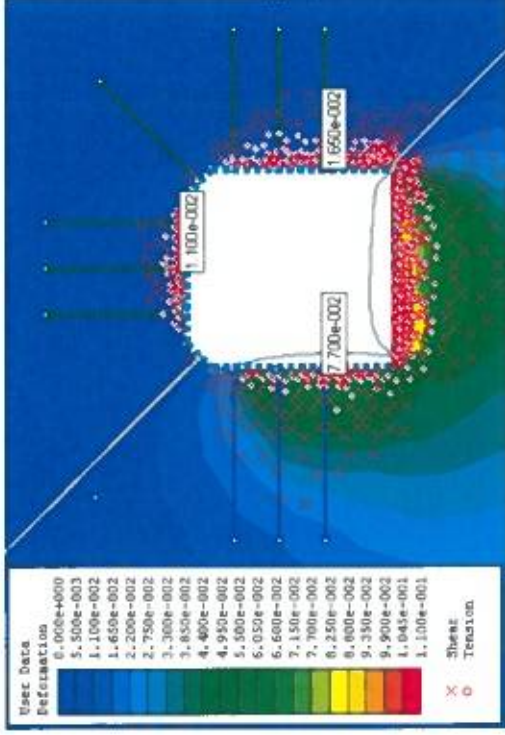 User Data
Deformation
0.000e+000
5.500e-003
1.100e-002
1.650e-002
2.200e-002
2.750e-002
3.300e-002
3.850e-002
4.400e-002
4.950e-002
5.500e-002
6.050e-002
6.600e-002
7.150e-002
7.700e-002
8.250e-002
8.800e-002
9.350e-002
9.900e-002
1.045e-001
1.100e-001
Shear
Tension
1.100e-002
7.700e-002
1.650e-002